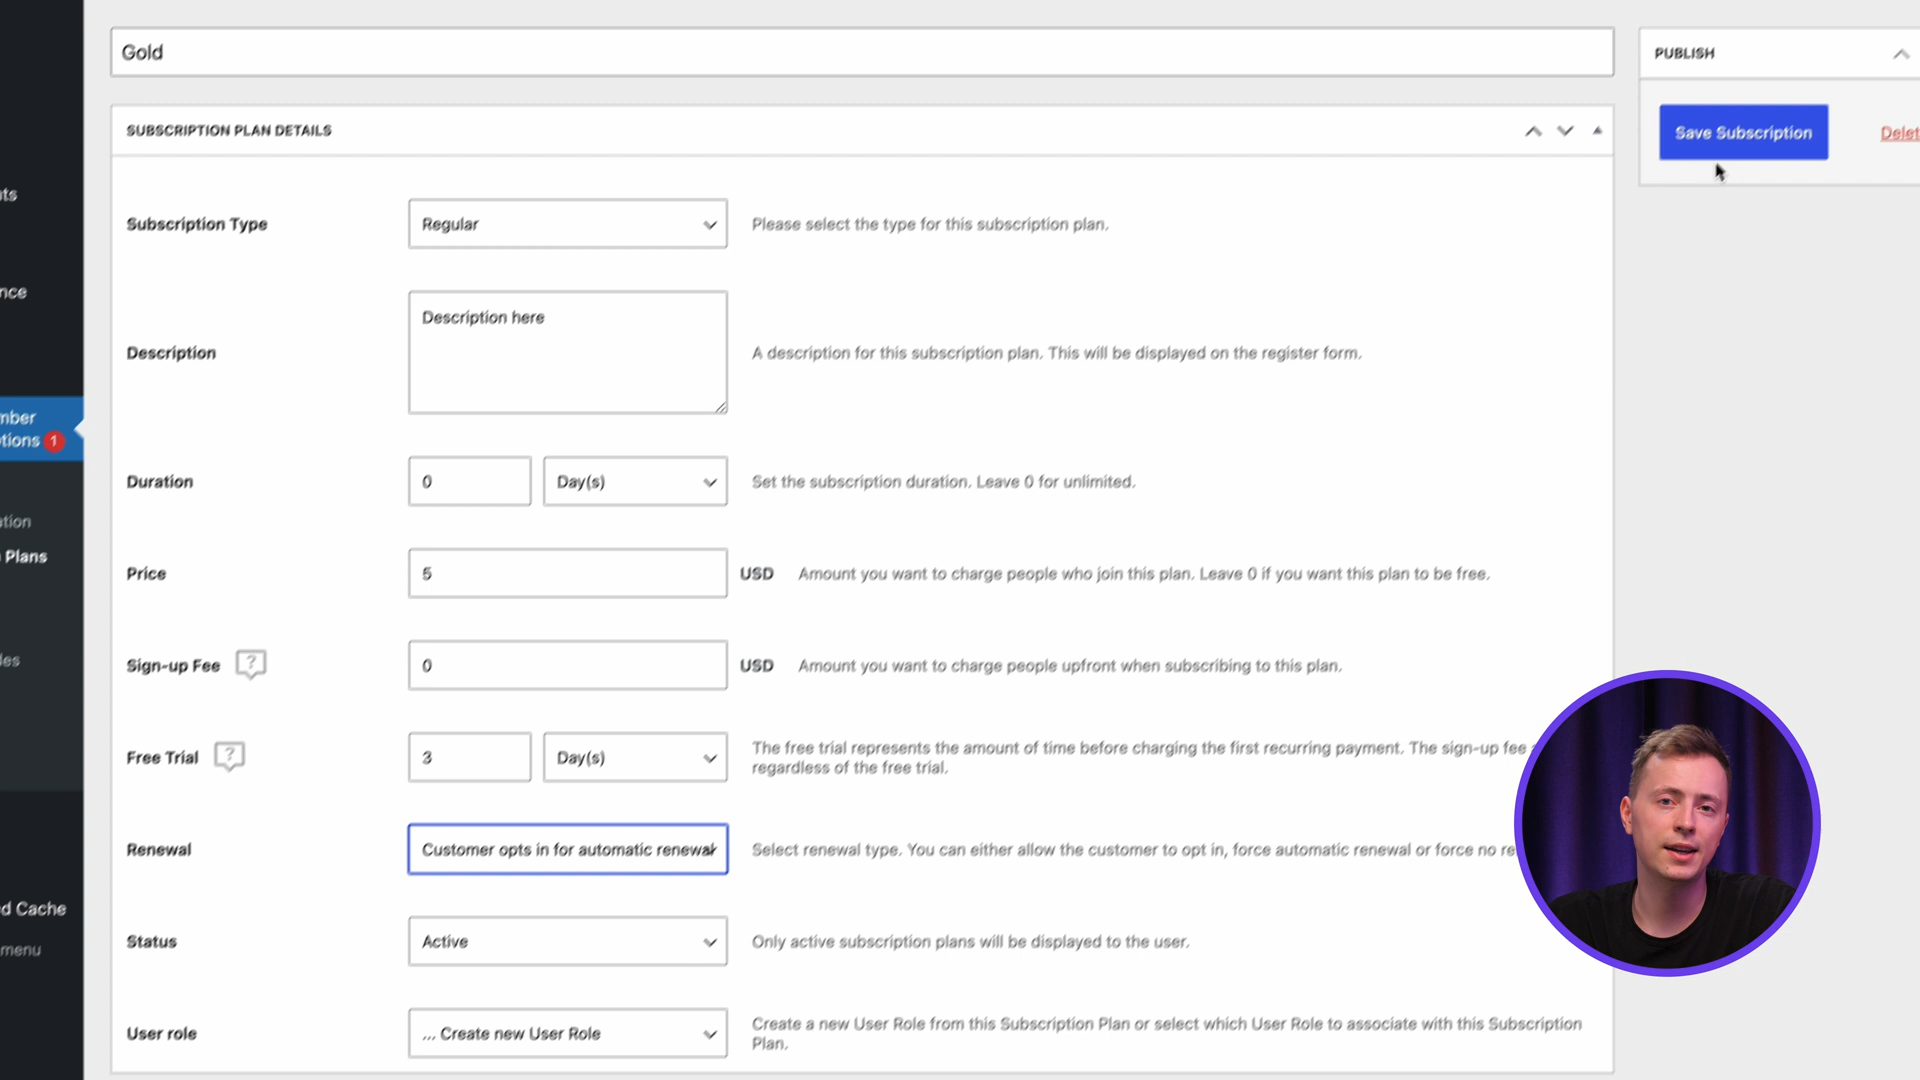 Gold
PUBLISH
SUBSCRIPTION PLAN DETAILS
Save Subscription
Delet
ts
Subscription Type
Regular
Please select the type for this subscription plan.
nce
Description here
Description
A description for this subscription plan. This will be displayed on the register form.
mber
tions 1
Duration
0
Day(s)
Set the subscription duration. Leave 0 for unlimited.
ation
Plans
Price
5
USD
Amount you want to charge people who join this plan. Leave 0 if you want this plan to be free.
les
Sign-up Fee ?
0
USD
Amount you want to charge people upfront when subscribing to this plan.
Free Trial ?
3
Day(s)
The free trial represents the amount of time before charging the first recurring payment. The sign-up fee
regardless of the free trial.
Renewal
Customer opts in for automatic renewal
Select renewal type. You can either allow the customer to opt in, force automatic renewal or force no re
d Cache
menu
Status
Active
Only active subscription plans will be displayed to the user.
User role
... Create new User Role
Create a new User Role from this Subscription Plan or select which User Role to associate with this Subscription
Plan.